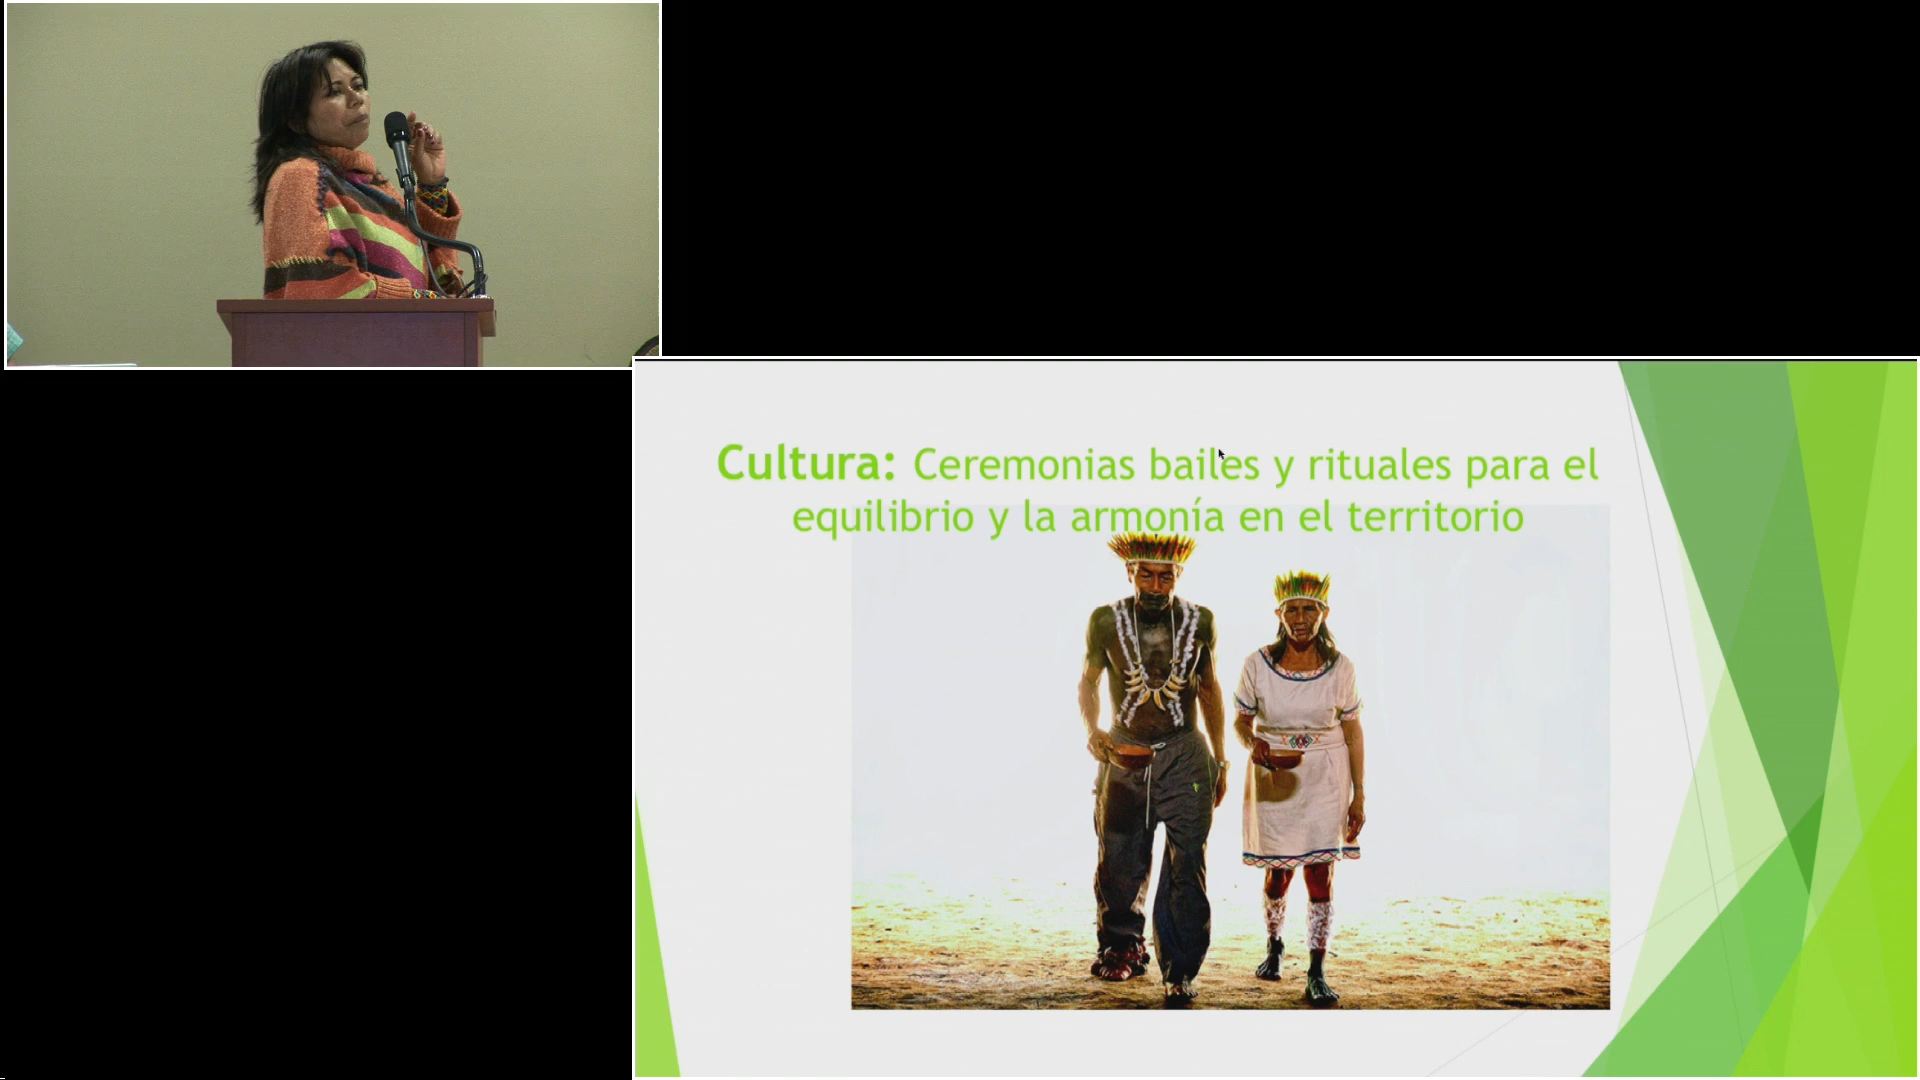 Cultura: Ceremonias bailes y rituales para el
equilibrio y la armonía en el territorio